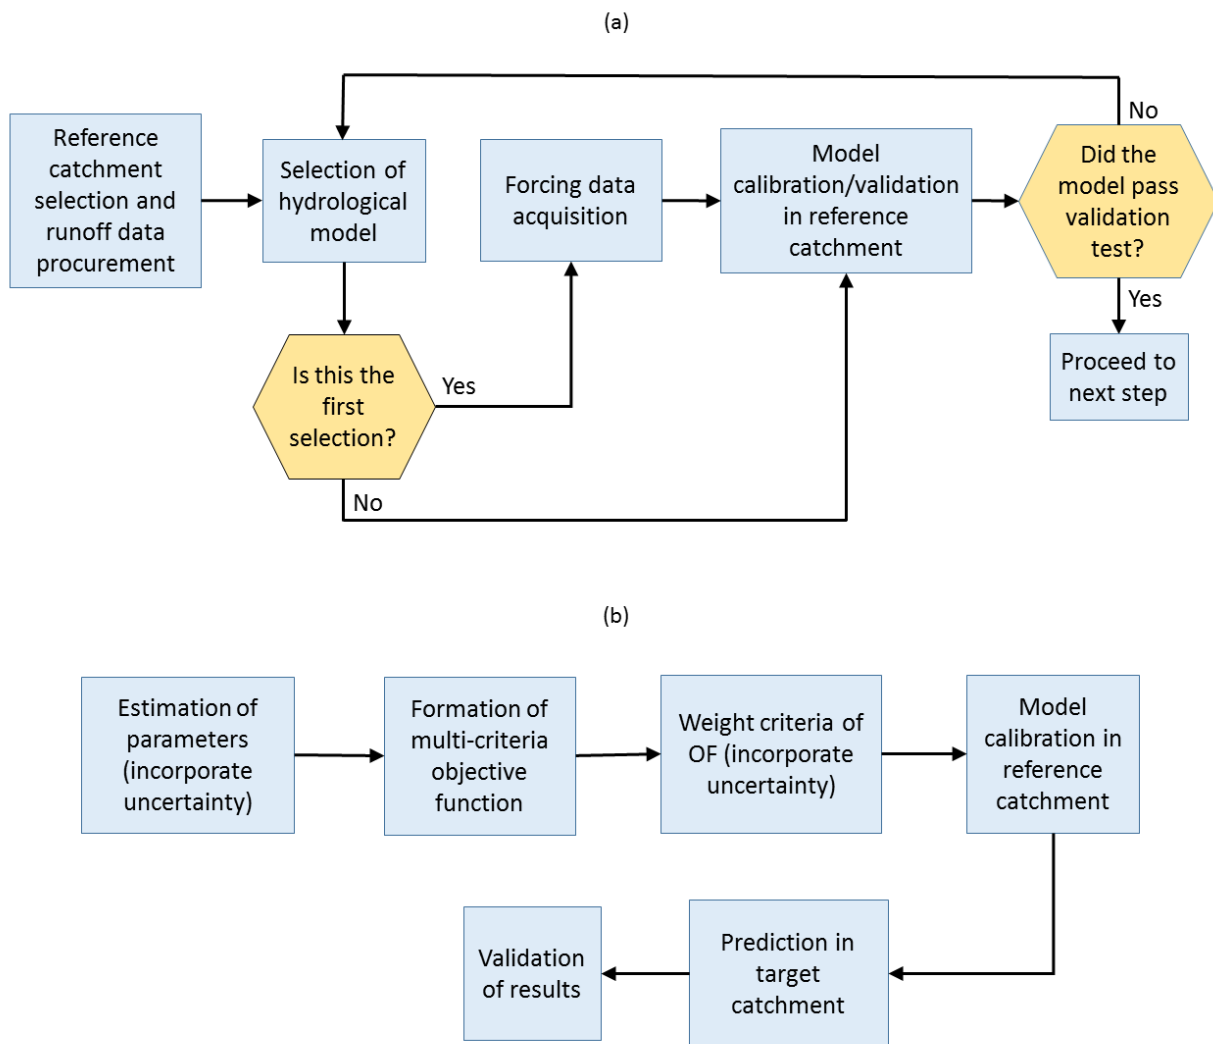 (a)
Reference
catchment
selection and
runoff data
procurement
Selection of
hydrological
model
Forcing data
acquisition
Model
calibration/validation
in reference
catchment
No
Did the
model pass
validation
test?
Yes
Proceed to
next step
Is this the
first
selection?
Yes
No
(b)
Estimation of
parameters
(incorporate
uncertainty)
Formation of
multi-criteria
objective
function
Weight criteria of
OF (incorporate
uncertainty)
Model
calibration in
reference
catchment
Prediction in
target
catchment
Validation
of results